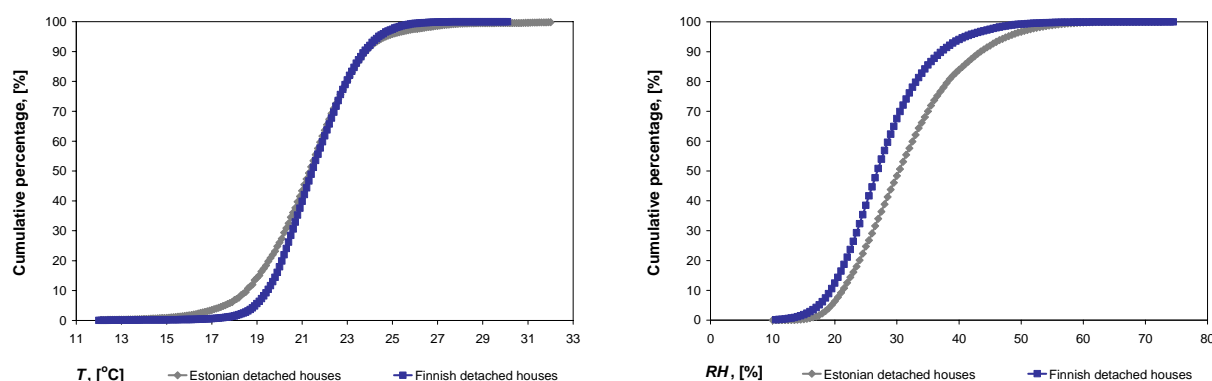 100
90
80
70
60
50
40
30
20
10
0
Cumulative percentage, [%]
11 13 15 17 19 21 23 25 27 29 31 33
T, [°C]
Estonian detached houses Finnish detached houses
100
90
80
70
60
50
40
30
20
10
0
Cumulative percentage, [%]
0 10 20 30 40 50 60 70 80
RH, [%]
Estonian detached houses Finnish detached houses